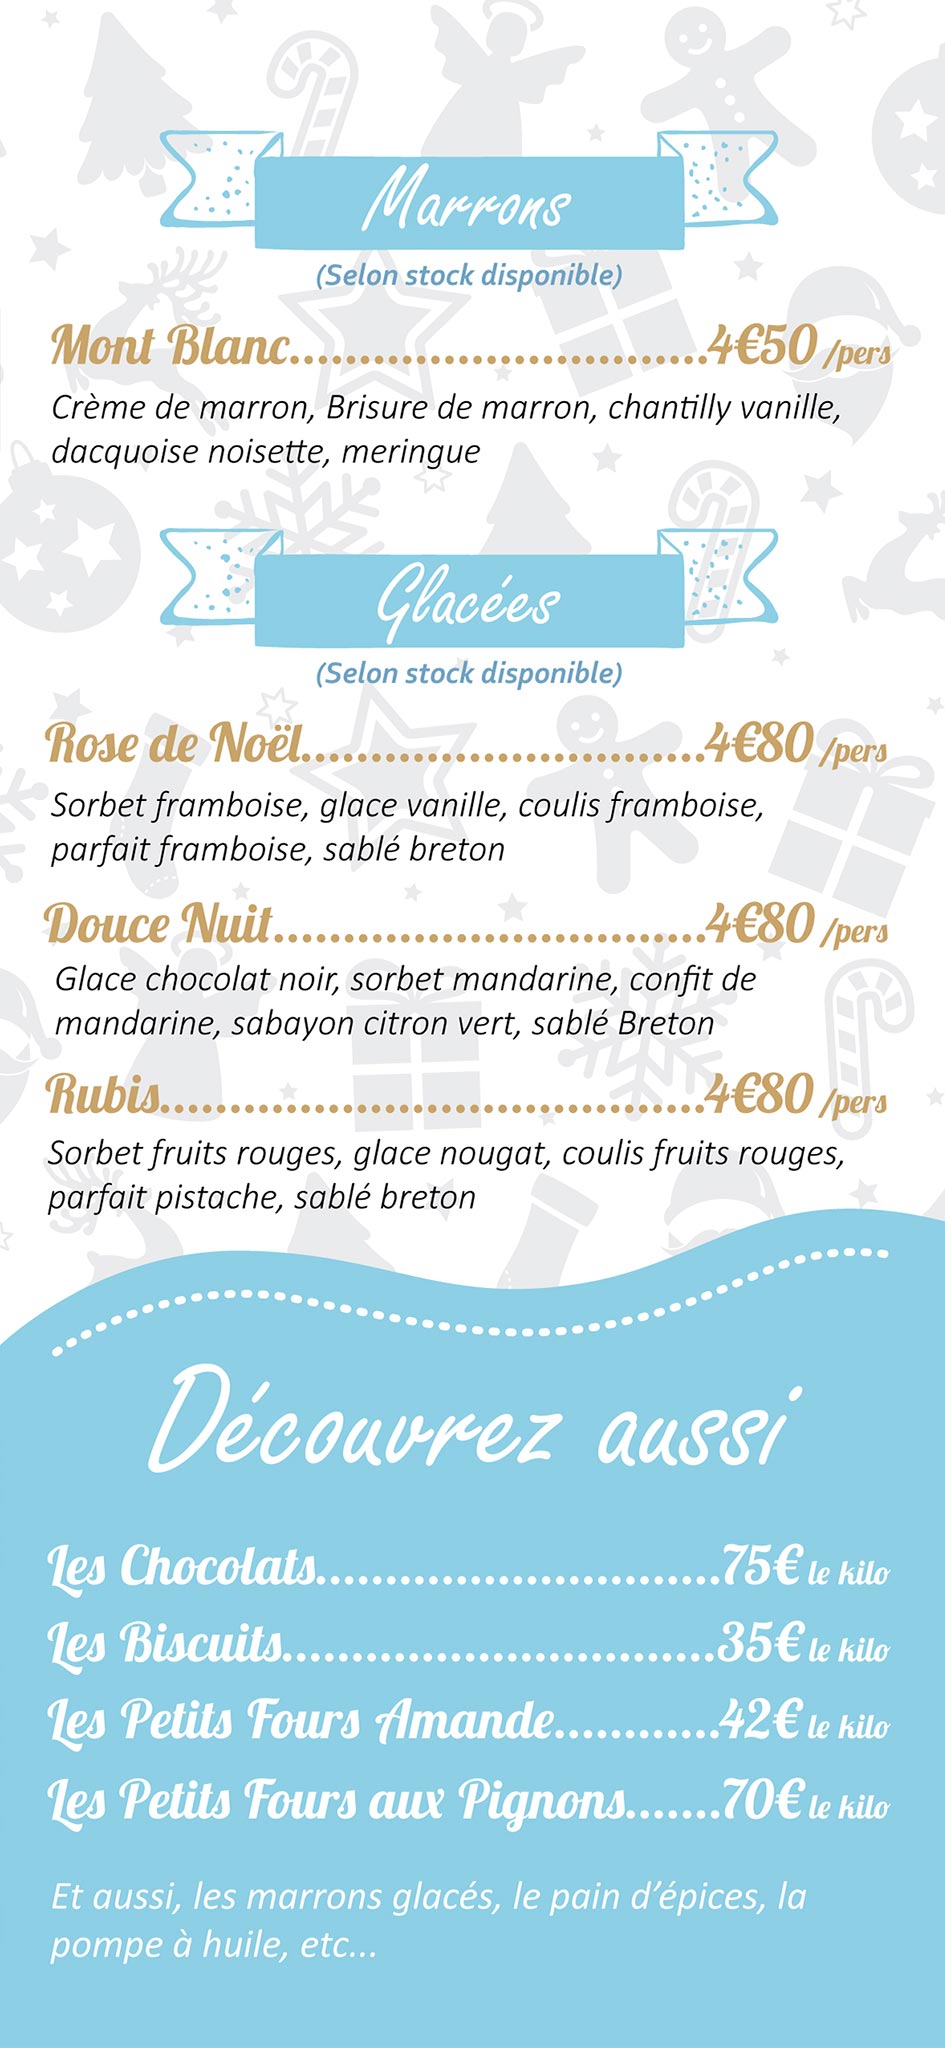 Marrons
(Selon stock disponible)
Mont Blanc..............................4€50 /pers
Crème de marron, Brisure de marron, chantilly vanille,
dacquoise noisette, meringue
Glacées
(Selon stock disponible)
Rose de Noël.............................4€80 /pers
Sorbet framboise, glace vanille, coulis framboise,
parfait framboise, sablé breton
Douce Nuit...............................4€80 /pers
Glace chocolat noir, sorbet mandarine, confit de
mandarine, sabayon citron vert, sablé Breton
Rubis.......................................4€80 /pers
Sorbet fruits rouges, glace nougat, coulis fruits rouges,
parfait pistache, sablé breton
Découvrez aussi
Les Chocolats.............................75€ le kilo
Les Biscuits...............................35€ le kilo
Les Petits Fours Amande............42€ le kilo
Les Petits Fours aux Pignons.......70€ le kilo
Et aussi, les marrons glacés, le pain d'épices, la
pompe à huile, etc...